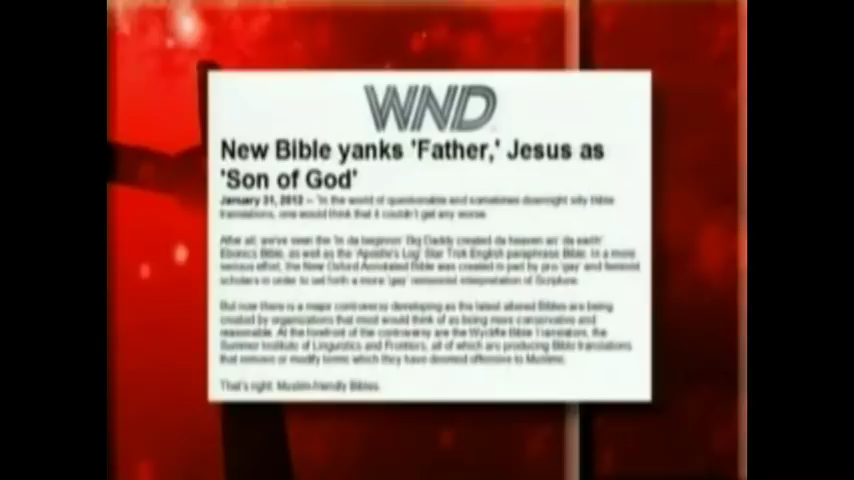 WND
New Bible yanks 'Father,' Jesus as
'Son of God'
January 31, 2012 – 'In the world of questionable and sometimes downright silly Bible
translations, one would think that it couldn't get any worse.
After all, we've seen the 'In da beginnin' Big Daddy created da heaven an' da earth'
Ebonics Bible, as well as the 'Apostle's Log' Star Trek English paraphrase Bible. In a more
serious effort, the New Oxford Annotated Bible was created in part by pro-'gay' and feminist
scholars in order to set forth a more 'gay' revisionist interpretation of Scripture.
But now there is a major controversy developing as the latest altered Bibles are being
created by organizations that most would think of as being more conservative and
reasonable. At the forefront of the controversy are the Wycliffe Bible Translators, the
Summer Institute of Linguistics and Frontiers, all of which are producing Bible translations
that remove or modify terms which they have deemed offensive to Muslims.
That's right: Muslim-friendly Bibles.